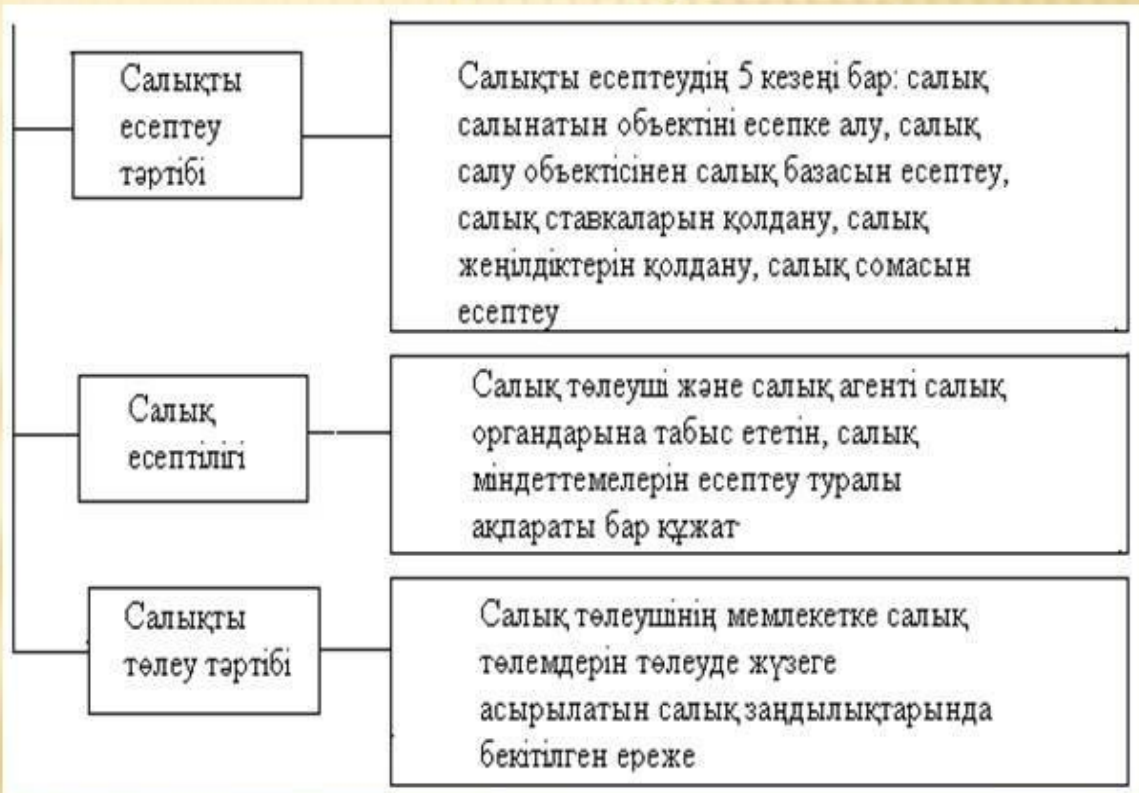 Салықты
есептеу
тәртібі
Салықты есептеудің 5 кезеңі бар: салық
салынатын объектіні есепке алу, салық
салу объектісінен салық базасын есептеу,
салық ставкаларын қолдану, салық
жеңілдіктерін қолдану, салық сомасын
есептеу
Салық
есептілігі
Салық төлеуші және салық агенті салық
органдарына табыс ететін, салық
міндеттемелерін есептеу туралы
ақпараты бар құжат
Салықты
төлеу тәртібі
Салық төлеушінің мемлекетке салық
төлемдерін төлеуде жүзеге
асырылатын салық заңдылықтарында
бекітілген ереже